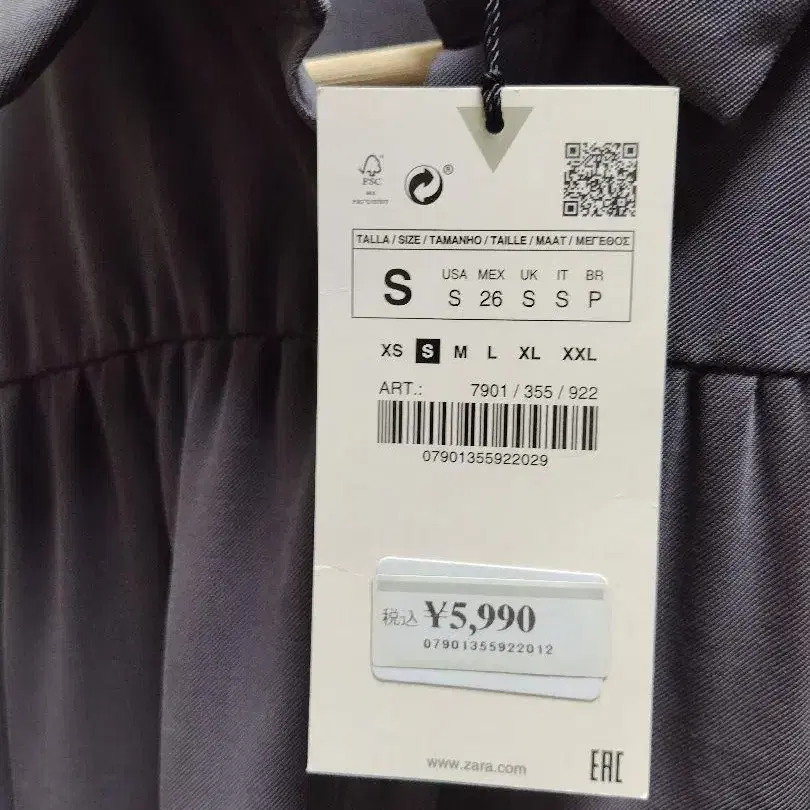 FSC
®
TALLA / SIZE / TAMANHO / TAILLE / MAAT / ΜΕΓΕΘΟΣ
S
USA MEX UK IT BR
S 26 S S P
XS S M L XL XXL
ART.: 7901 / 355 / 922
07901355922029
税込 ¥5,990
07901355922012
www.zara.com
EAC